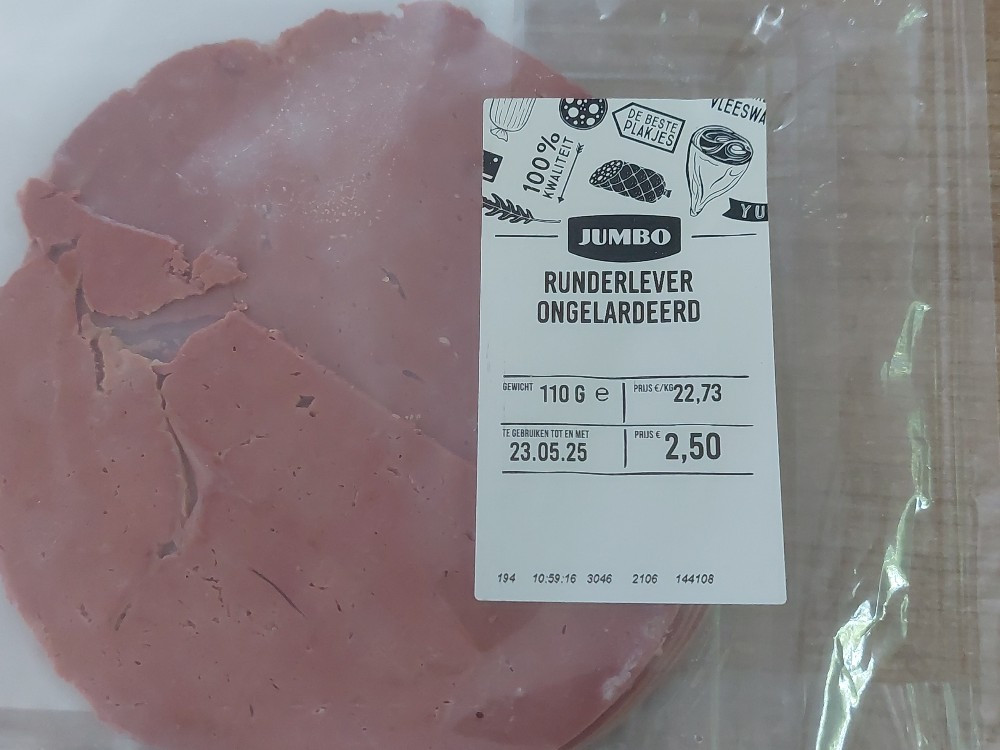 VLEESWA
DE BESTE
PLAKJES
100%
KWALITEIT
YU
JUMBO
RUNDERLEVER
ONGELARDEERD
GEWICHT 110 G e PRIJS €/KG 22,73
TE GEBRUIKEN TOT EN MET PRIJS € 2,50
23.05.25
194 10:59:16 3046 2106 144108